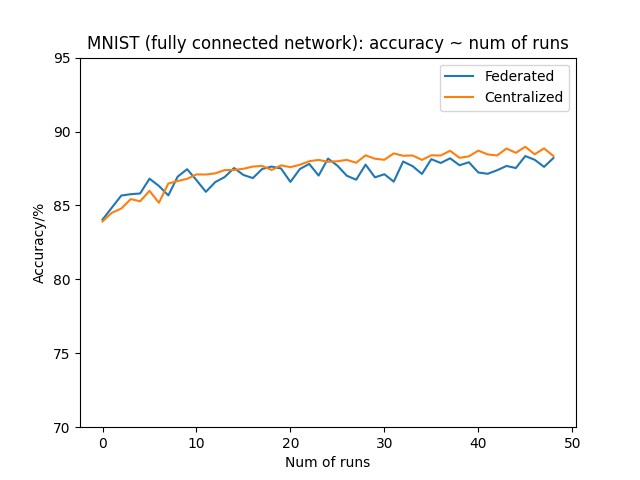 MNIST (fully connected network): accuracy ~ num of runs
95
90
85
80
75
70
Accuracy/%
Federated
Centralized
0
10
20
30
40
50
Num of runs